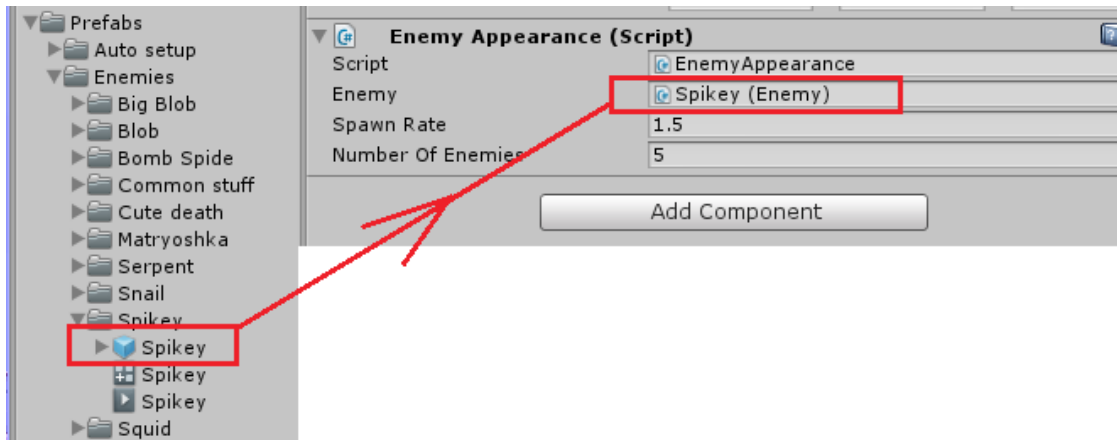 Prefabs
Auto setup
Enemies
Big Blob
Blob
Bomb Spide
Common stuff
Cute death
Matryoshka
Serpent
Snail
Spikey
Spikey
Spikey
Spikey
Squid
Enemy Appearance (Script)
Script EnemyAppearance
Enemy Spikey (Enemy)
Spawn Rate 1.5
Number Of Enemies 5
Add Component